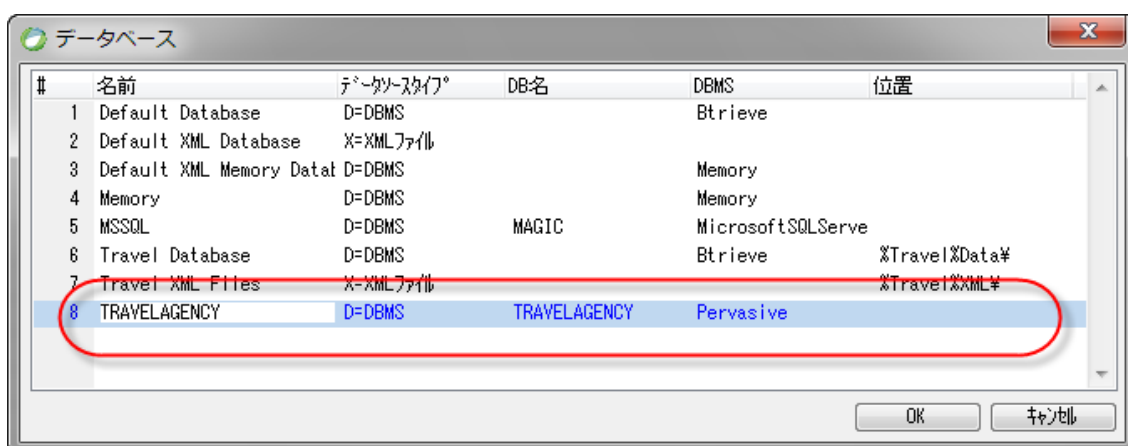 データベース
# 名前 データソースタイプ DB名 DBMS 位置
1 Default Database D=DBMS Btrieve
2 Default XML Database X=XMLファイル
3 Default XML Memory Datab D=DBMS Memory
4 Memory D=DBMS Memory
5 MSSQL D=DBMS MAGIC MicrosoftSQLServe
6 Travel Database D=DBMS Btrieve %Travel%Data¥
7 Travel XML Files X=XMLファイル %Travel%XML¥
8 TRAVELAGENCY D=DBMS TRAVELAGENCY Pervasive
OK キャンセル